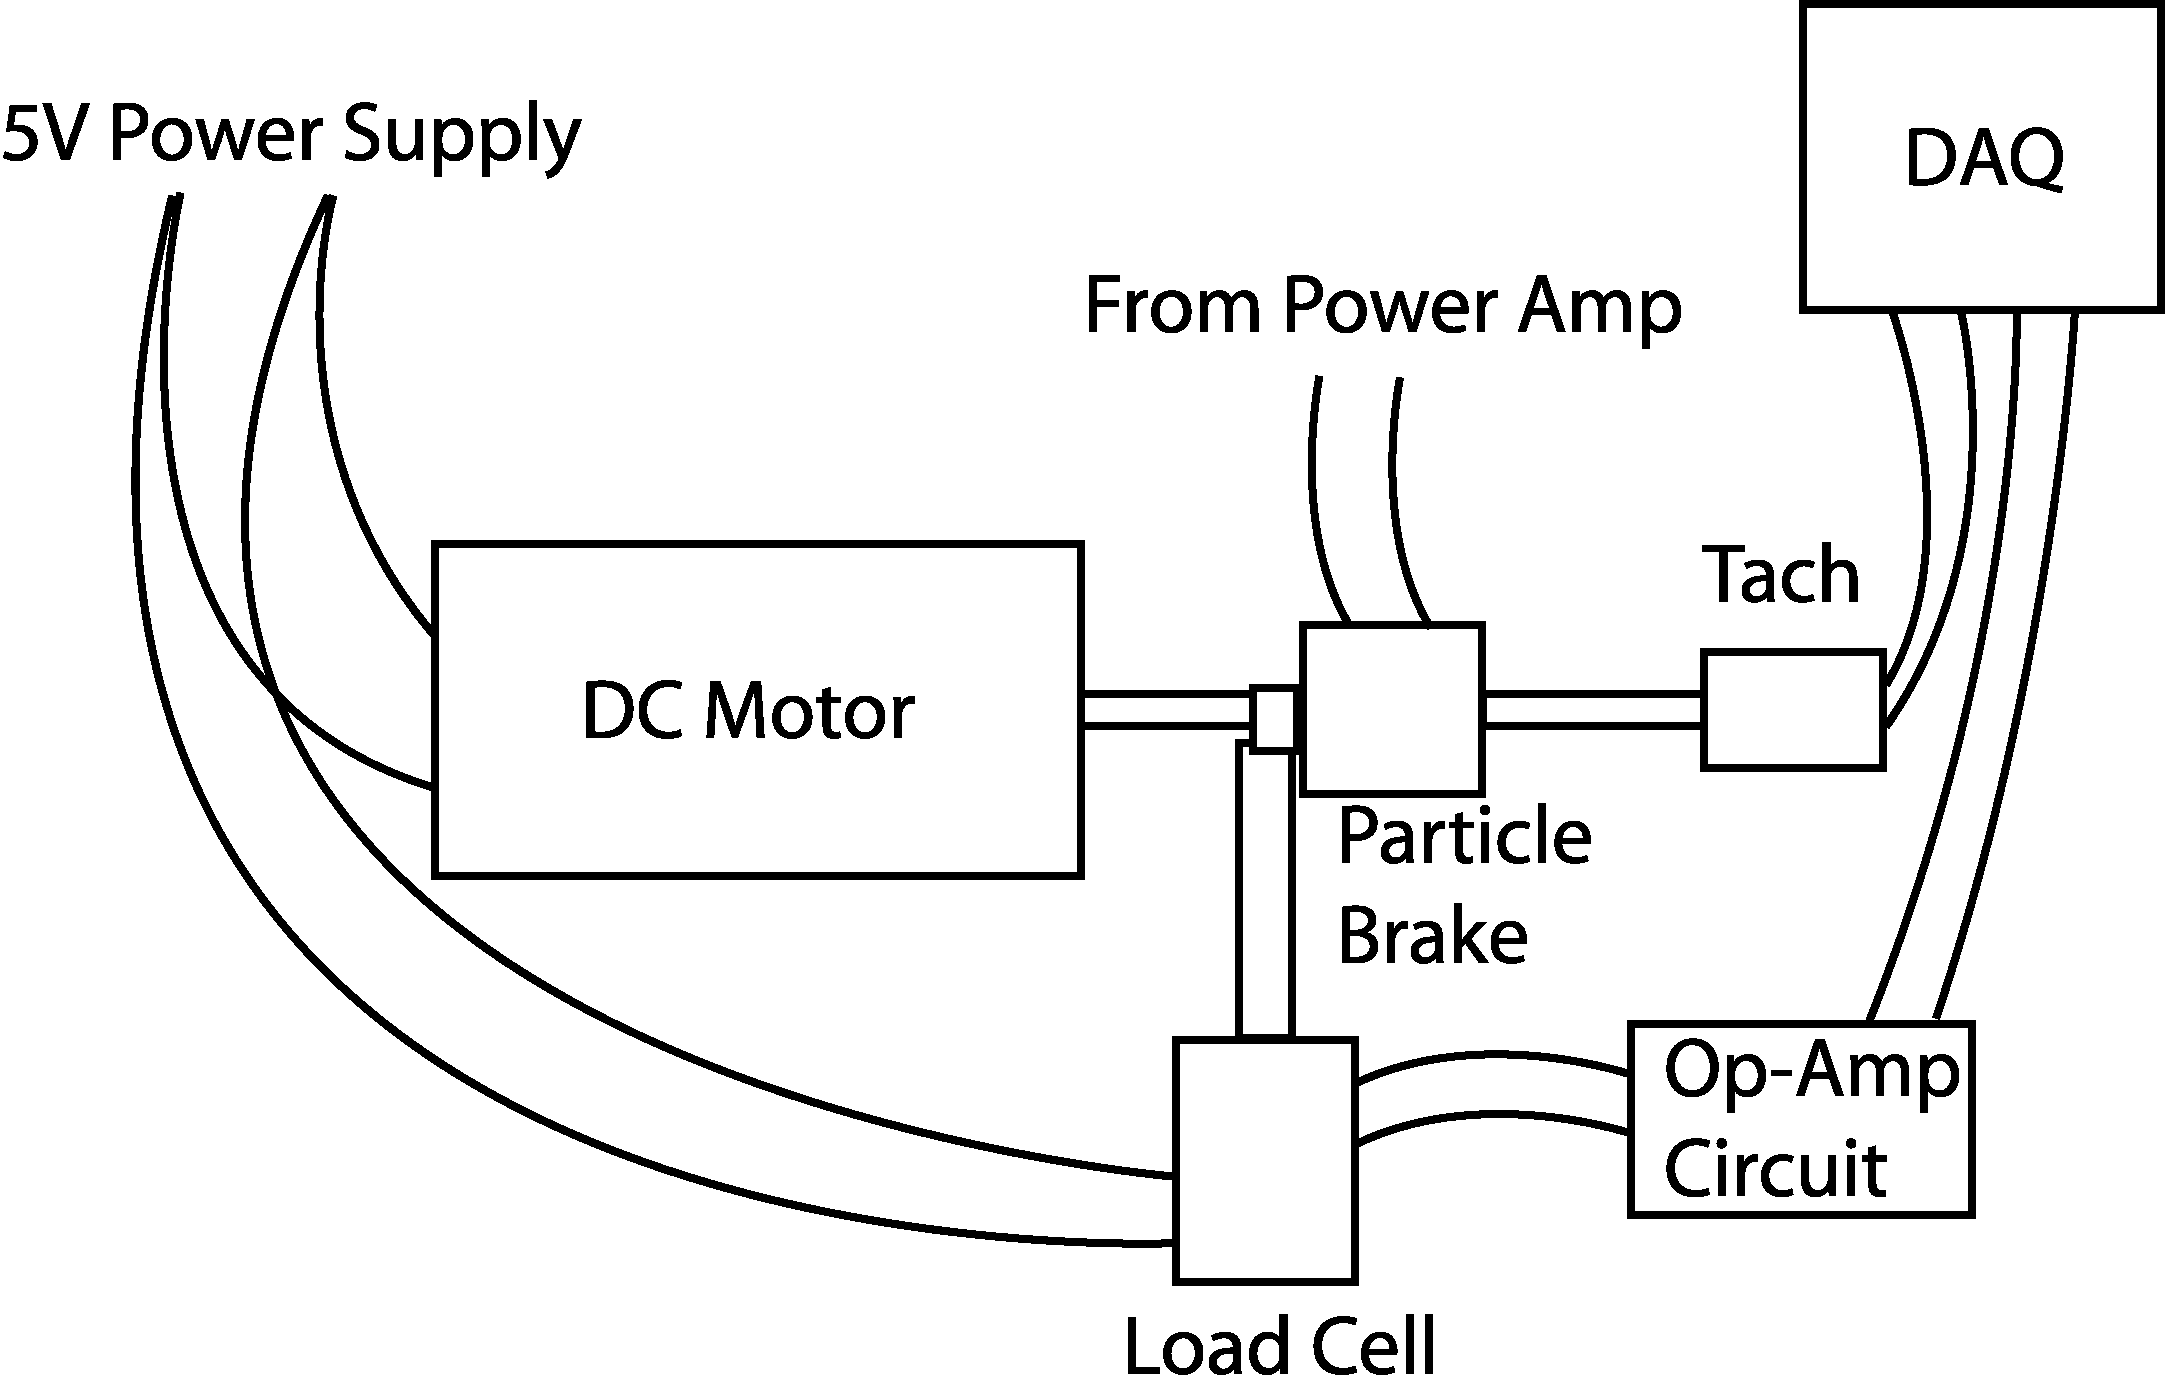 5V Power Supply
DAQ
From Power Amp
Tach
DC Motor
Particle
Brake
Op-Amp
Circuit
Load Cell